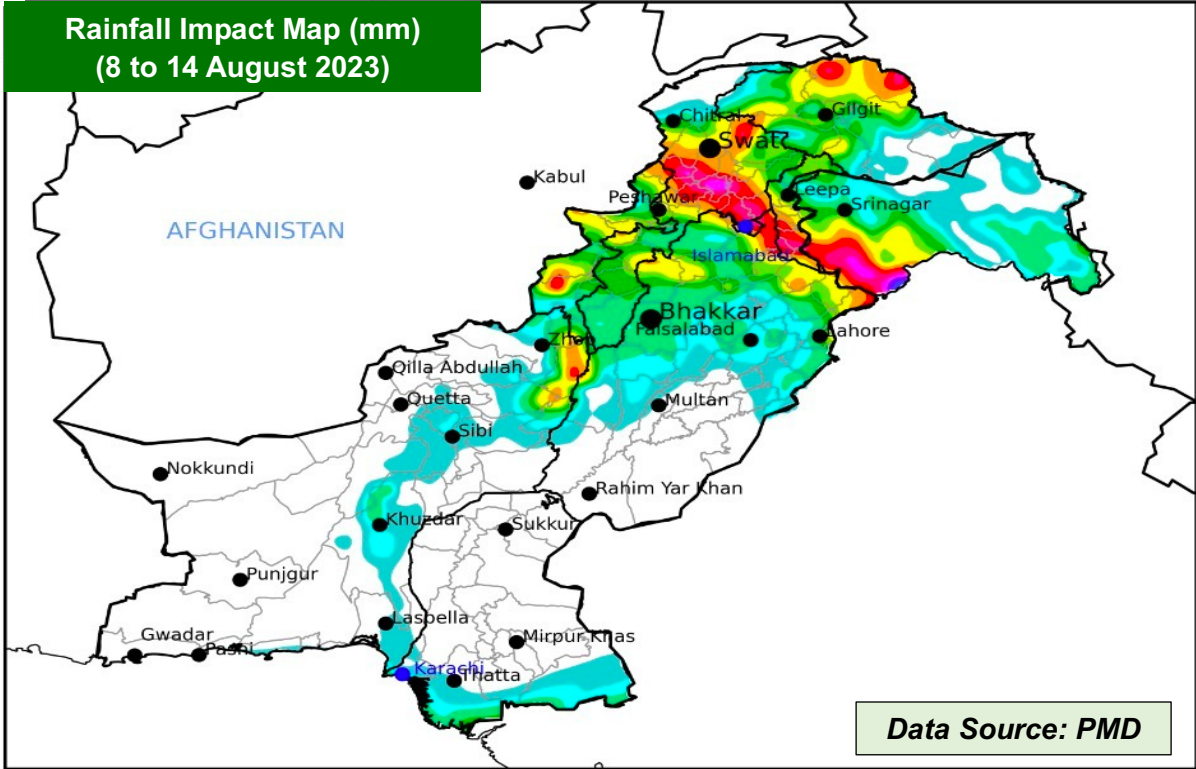 Rainfall Impact Map (mm)
(8 to 14 August 2023)
Chitral
Gilgit
Swat
Kabul
Leepa
Peshawar
Srinagar
AFGHANISTAN
Islamabad
Bhakkar
Faisalabad
Lahore
Zhob
Qilla Abdullah
Quetta
Multan
Sibi
Nokkundi
Rahim Yar Khan
Khuzdar
Sukkur
Punjgur
Lasbella
Gwadar
Mirpur Khas
Pasni
Karachi
Thatta
Data Source: PMD